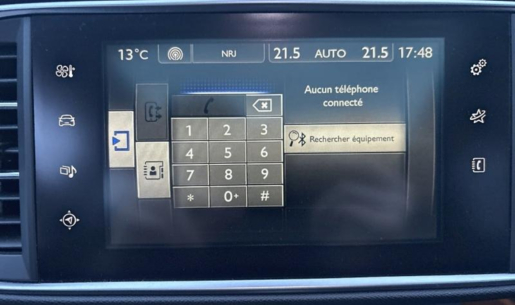 13°C NRJ 21.5 AUTO 21.5 17:48
Aucun téléphone
connecté
Rechercher équipement
1 2 3
4 5 6
7 8 9
* 0+ #